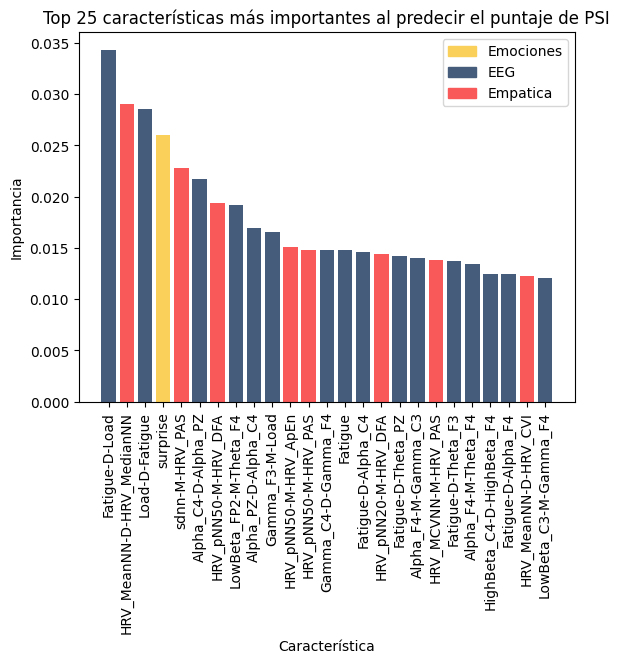 Top 25 características más importantes al predecir el puntaje de PSI
Emociones
EEG
Empatica
Importancia
0.035
0.030
0.025
0.020
0.015
0.010
0.005
0.000
Fatigue-D-Load
HRV_MeanNN-D-HRV_MedianNN
Load-D-Fatigue
surprise
sdnn-M-HRV_PAS
Alpha_C4-D-Alpha_PZ
HRV_pNN50-M-HRV_DFA
LowBeta_FP2-M-Theta_F4
Alpha_PZ-D-Alpha_C4
Gamma_F3-M-Load
HRV_pNN50-M-HRV_ApEn
HRV_pNN50-M-HRV_PAS
Gamma_C4-D-Gamma_F4
Fatigue
Fatigue-D-Alpha_C4
HRV_pNN20-M-HRV_DFA
Fatigue-D-Theta_PZ
Alpha_F4-M-Gamma_C3
HRV_MCVNN-M-HRV_PAS
Fatigue-D-Theta_F3
Alpha_F4-M-Theta_F4
HighBeta_C4-D-HighBeta_F4
Fatigue-D-Alpha_F4
HRV_MeanNN-D-HRV_CVI
LowBeta_C3-M-Gamma_F4
Característica